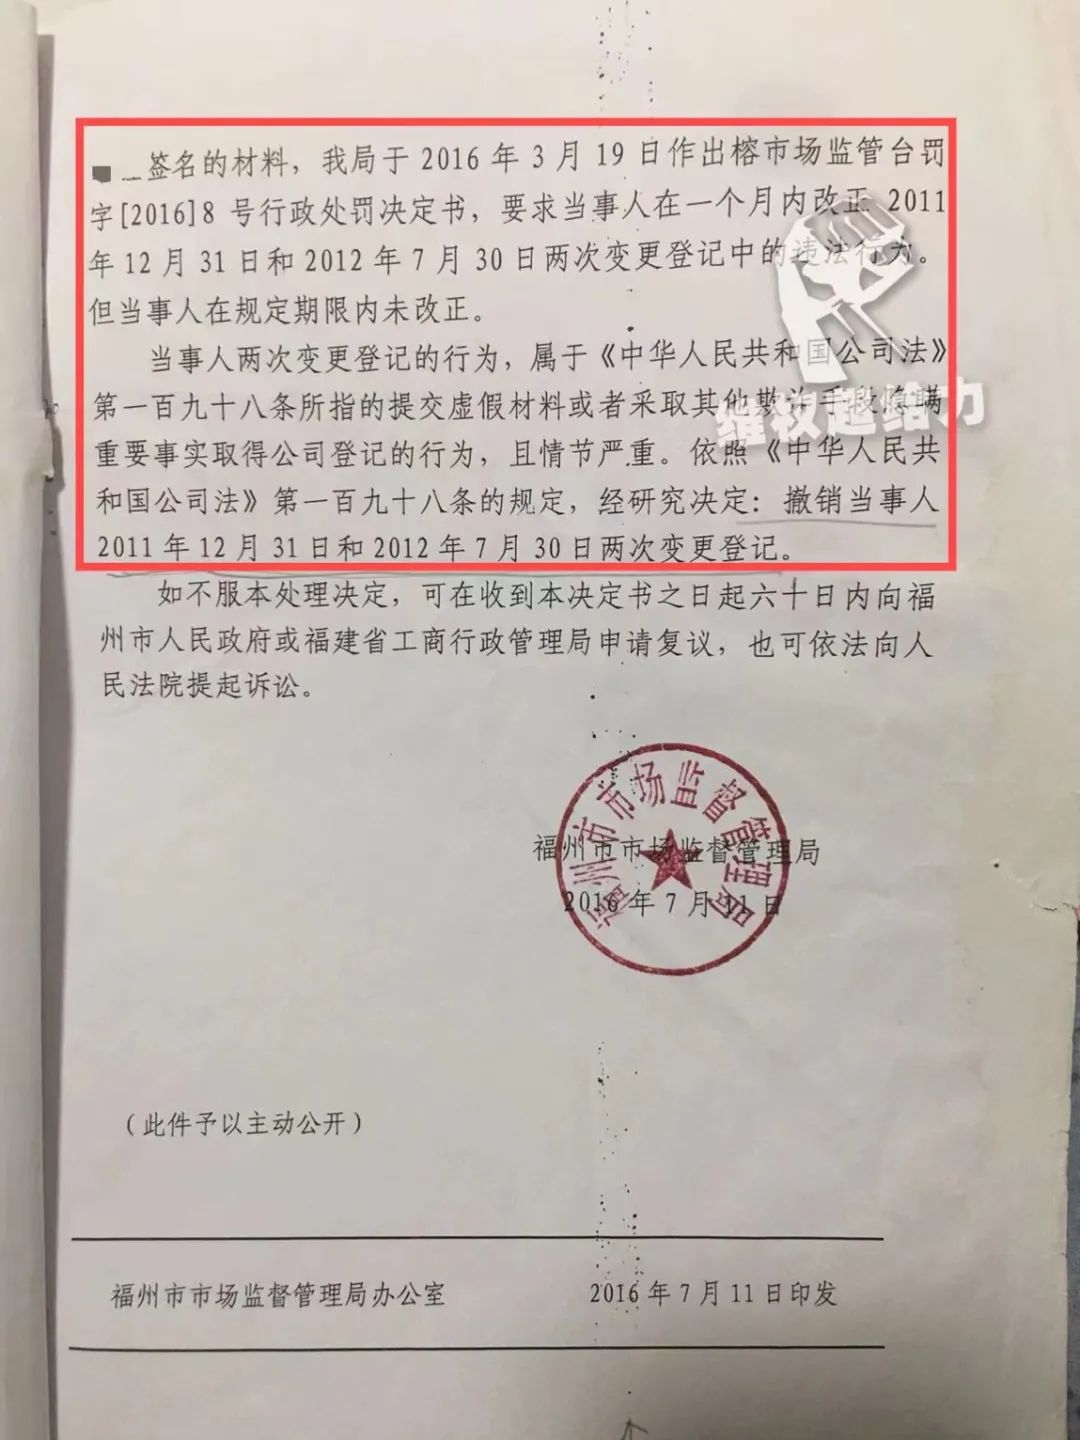 签名的材料，我局于 2016 年 3 月 19 日作出榕市场监管台罚
字[2016]8 号行政处罚决定书，要求当事人在一个月内改正 2011
年 12 月 31 日和 2012 年 7 月 30 日两次变更登记中的违法行为。
但当事人在规定期限内未改正。
当事人两次变更登记的行为，属于《中华人民共和国公司法》
第一百九十八条所指的提交虚假材料或者采取其他欺诈手段隐瞒
重要事实取得公司登记的行为，且情节严重。依照《中华人民共
和国公司法》第一百九十八条的规定，经研究决定：撤销当事人
2011 年 12 月 31 日和 2012 年 7 月 30 日两次变更登记。
维权超给力
如不服本处理决定，可在收到本决定书之日起六十日内向福
州市人民政府或福建省工商行政管理局申请复议，也可依法向人
民法院提起诉讼。
福州市市场监督管理局
福州市市场监督管理局
2016 年 7 月 11 日
（此件予以主动公开）
福州市市场监督管理局办公室 2016 年 7 月 11 日印发